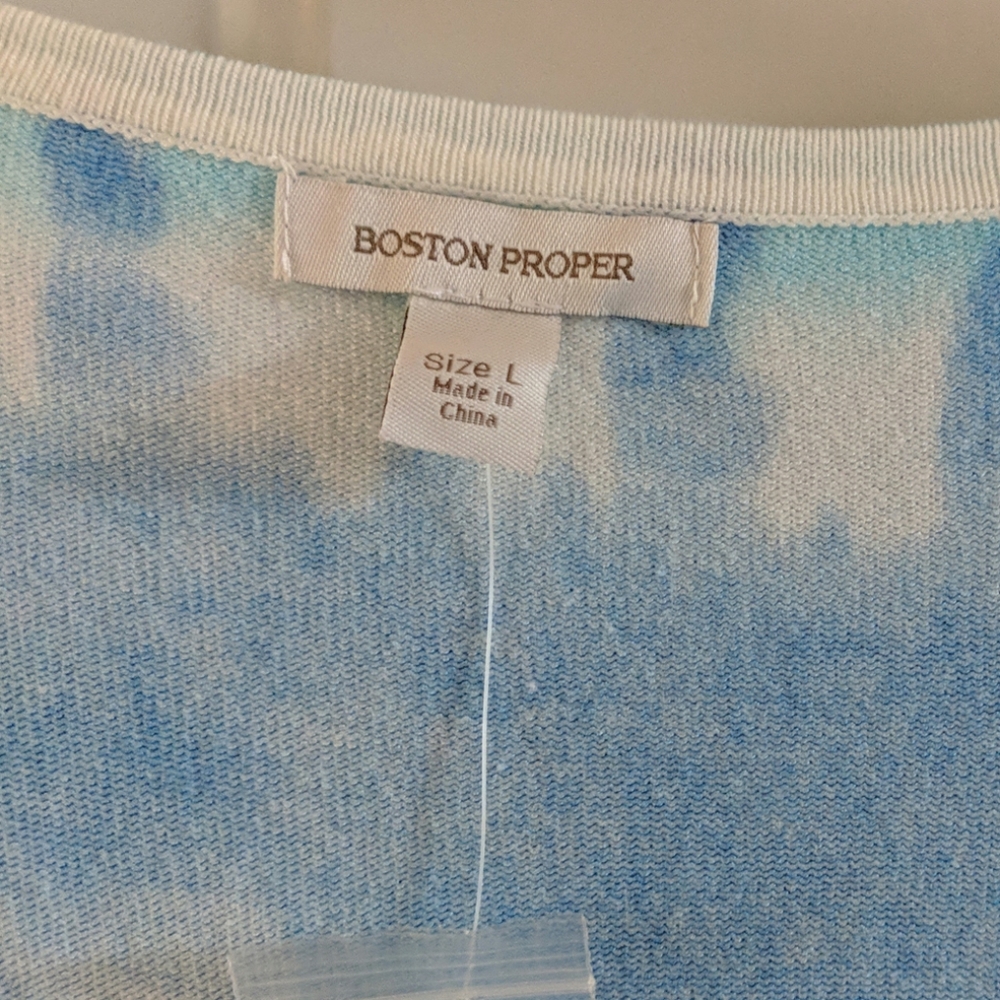 BOSTON PROPER
Size L
Made in
China